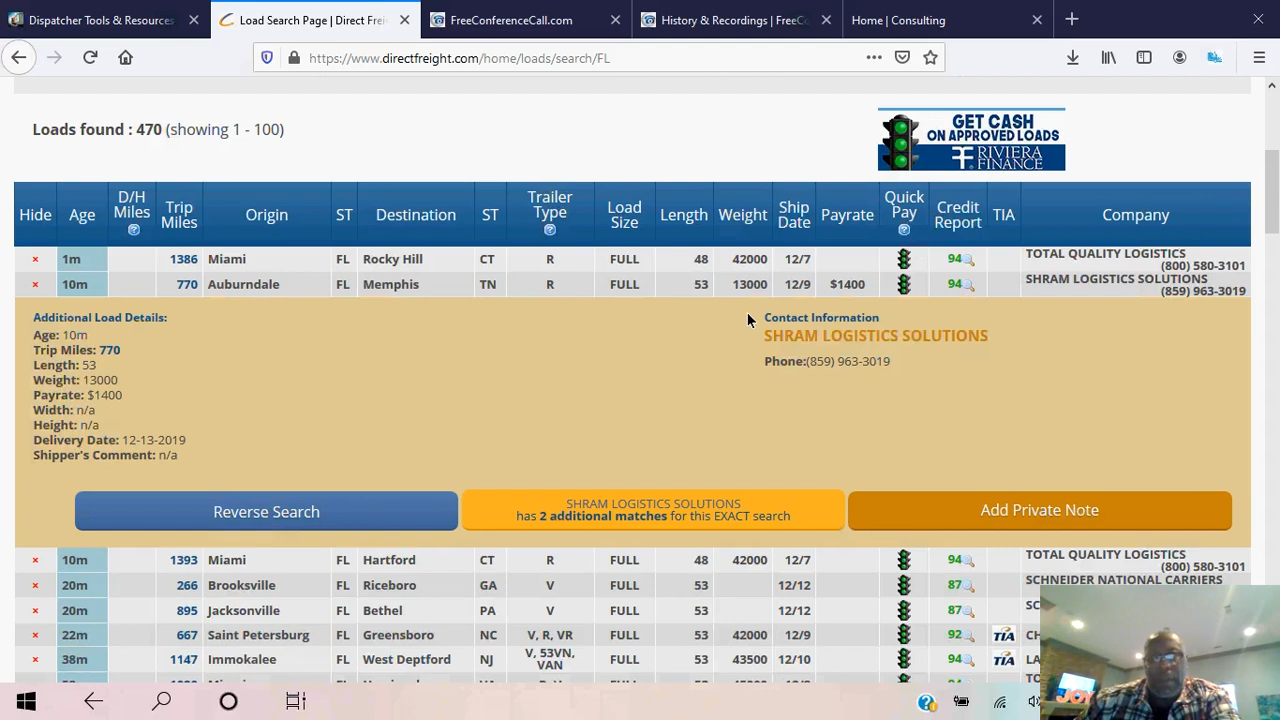 Dispatcher Tools & Resources
Load Search Page | Direct Frei
FreeConferenceCall.com
History & Recordings | FreeCo
Home | Consulting
https://www.directfreight.com/home/loads/search/FL
Loads found : 470 (showing 1 - 100)
GET CASH
ON APPROVED LOADS
RIVIERA
FINANCE
Hide Age D/H Miles Trip Miles Origin ST Destination ST Trailer Type Load Size Length Weight Ship Date Payrate Quick Pay Credit Report TIA Company
× 1m 1386 Miami FL Rocky Hill CT R FULL 48 42000 12/7 94 TOTAL QUALITY LOGISTICS
(800) 580-3101
× 10m 770 Auburndale FL Memphis TN R FULL 53 13000 12/9 $1400 94 SHRAM LOGISTICS SOLUTIONS
(859) 963-3019
Additional Load Details:
Age: 10m
Trip Miles: 770
Length: 53
Weight: 13000
Payrate: $1400
Width: n/a
Height: n/a
Delivery Date: 12-13-2019
Shipper's Comment: n/a
Contact Information
SHRAM LOGISTICS SOLUTIONS
Phone:(859) 963-3019
Reverse Search
SHRAM LOGISTICS SOLUTIONS
has 2 additional matches for this EXACT search
Add Private Note
× 10m 1393 Miami FL Hartford CT R FULL 48 42000 12/7 94 TOTAL QUALITY LOGISTICS
(800) 580-3101
× 20m 266 Brooksville FL Riceboro GA V FULL 53 12/12 87 SCHNEIDER NATIONAL CARRIERS
× 20m 895 Jacksonville FL Bethel PA V FULL 53 12/12 87
× 22m 667 Saint Petersburg FL Greensboro NC V, R, VR FULL 53 42000 12/9 92 TIA
× 38m 1147 Immokalee FL West Deptford NJ V, 53VN, VAN FULL 53 43500 12/10 94 TIA